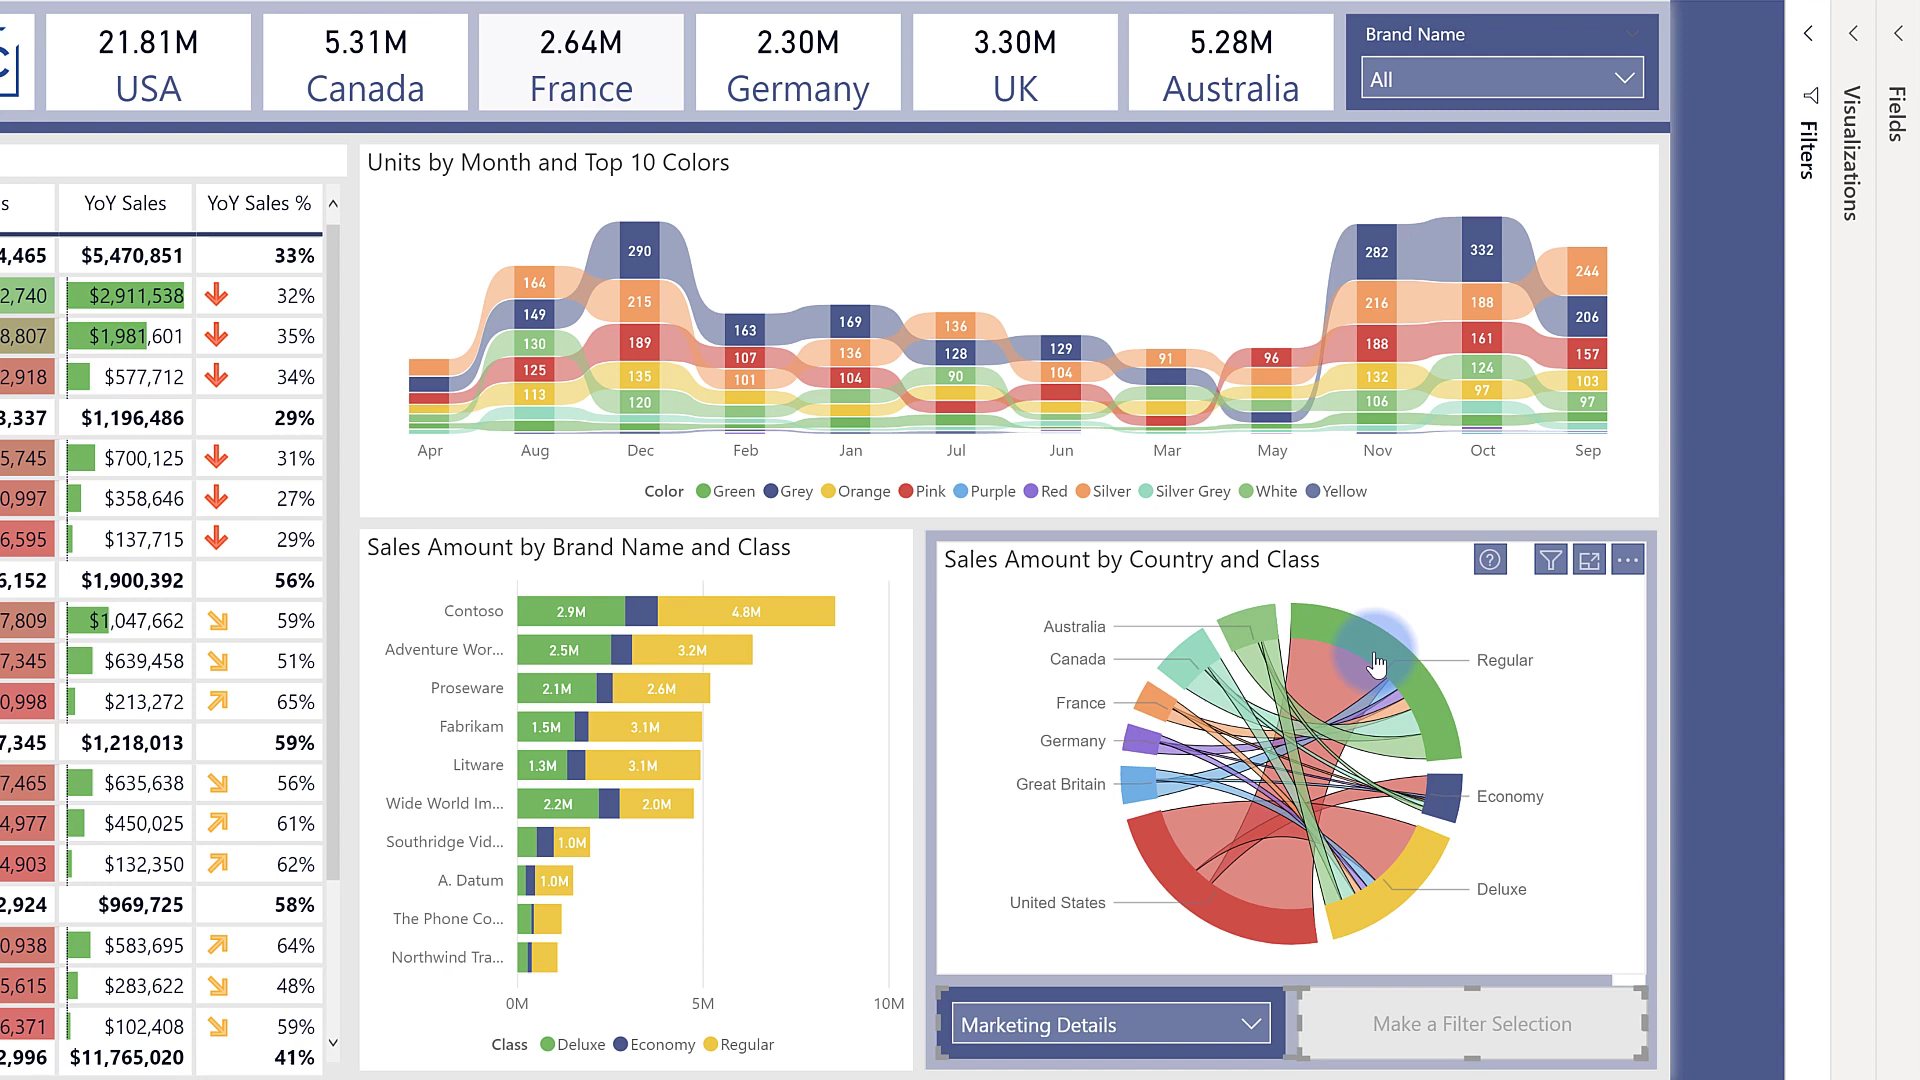 21.81M
USA
5.31M
Canada
2.64M
France
2.30M
Germany
3.30M
UK
5.28M
Australia
Brand Name
All
Filters
Visualizations
Fields
s YoY Sales YoY Sales %
4,465 $5,470,851 33%
2,740 $2,911,538 32%
8,807 $1,981,601 35%
2,918 $577,712 34%
3,337 $1,196,486 29%
5,745 $700,125 31%
0,997 $358,646 27%
6,595 $137,715 29%
6,152 $1,900,392 56%
7,809 $1,047,662 59%
7,345 $639,458 51%
0,998 $213,272 65%
7,345 $1,218,013 59%
7,465 $635,638 56%
4,977 $450,025 61%
4,903 $132,350 62%
2,924 $969,725 58%
0,938 $583,695 64%
5,615 $283,622 48%
6,371 $102,408 59%
2,996 $11,765,020 41%
Units by Month and Top 10 Colors
164
149
130
125
113
290
215
189
135
120
163
107
101
169
136
104
136
128
90
129
104
91
96
282
216
188
132
106
332
188
161
124
97
244
206
157
103
97
Apr Aug Dec Feb Jan Jul Jun Mar May Nov Oct Sep
Color Green Grey Orange Pink Purple Red Silver Silver Grey White Yellow
Sales Amount by Brand Name and Class
Contoso 2.9M 4.8M
Adventure Wor... 2.5M 3.2M
Proseware 2.1M 2.6M
Fabrikam 1.5M 3.1M
Litware 1.3M 3.1M
Wide World Im... 2.2M 2.0M
Southridge Vid... 1.0M
A. Datum 1.0M
The Phone Co...
Northwind Tra...
0M 5M 10M
Class Deluxe Economy Regular
Sales Amount by Country and Class
Australia
Canada
France
Germany
Great Britain
United States
Regular
Economy
Deluxe
Marketing Details
Make a Filter Selection